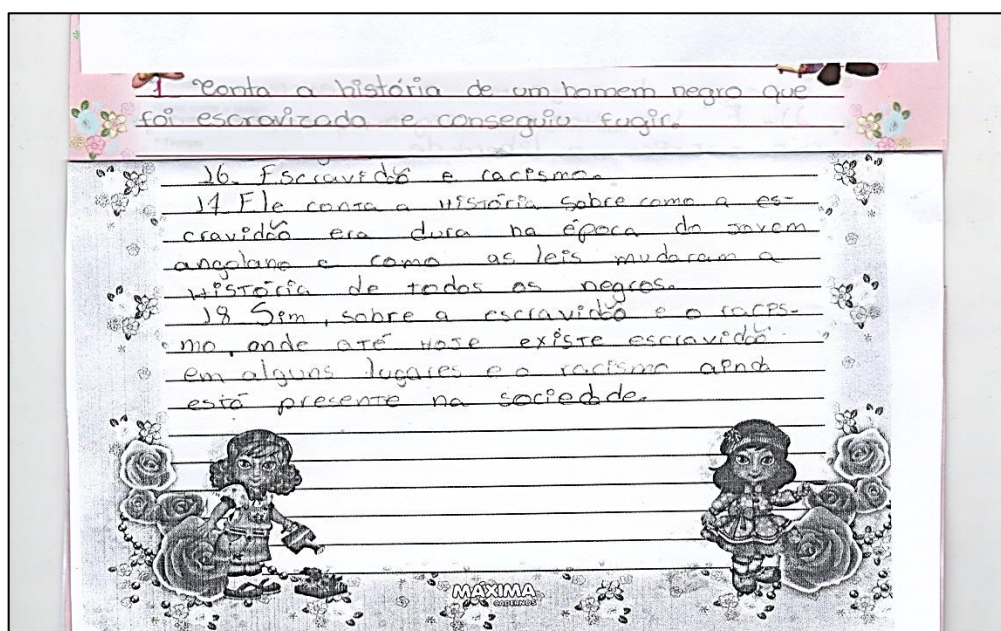 1 Conta a história de um homem negro que
foi escravizado e conseguiu fugir.
16. Escravidão e racismo.
17 Ele conta a História sobre como a es-
cravidão era dura na época do jovem
angolano e como as leis mudaram a
História de todos os negros.
18 Sim, sobre a escravidão e o racis-
mo, onde até hoje existe escravidão
em alguns lugares e o racismo ainda
está presente na sociedade.
MÁXIMA
CADERNOS